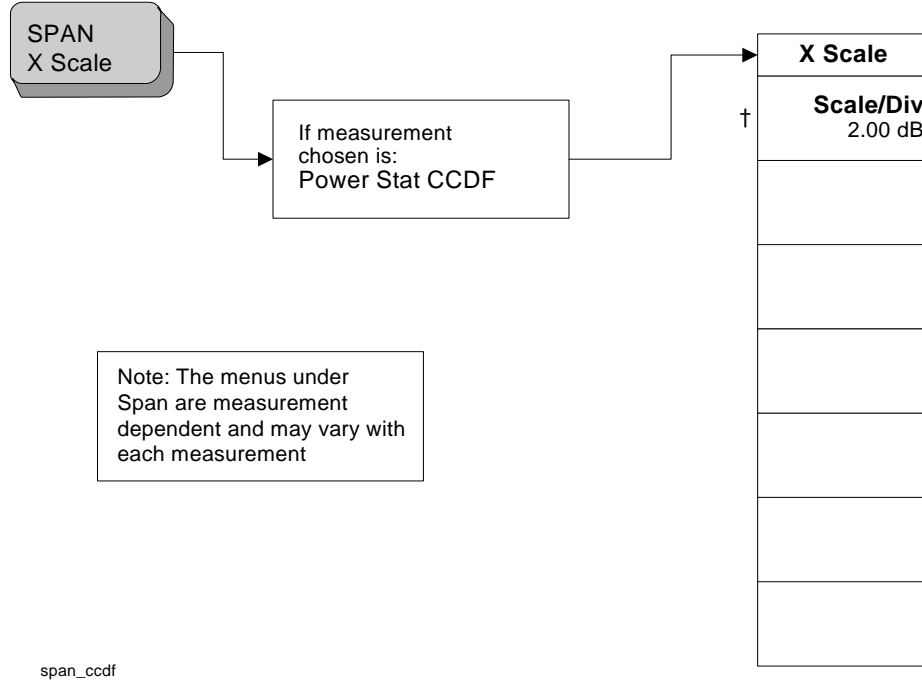 SPAN
X Scale
If measurement
chosen is:
Power Stat CCDF
X Scale
†
Scale/Div
2.00 dB
Note: The menus under
Span are measurement
dependent and may vary with
each measurement
span_ccdf